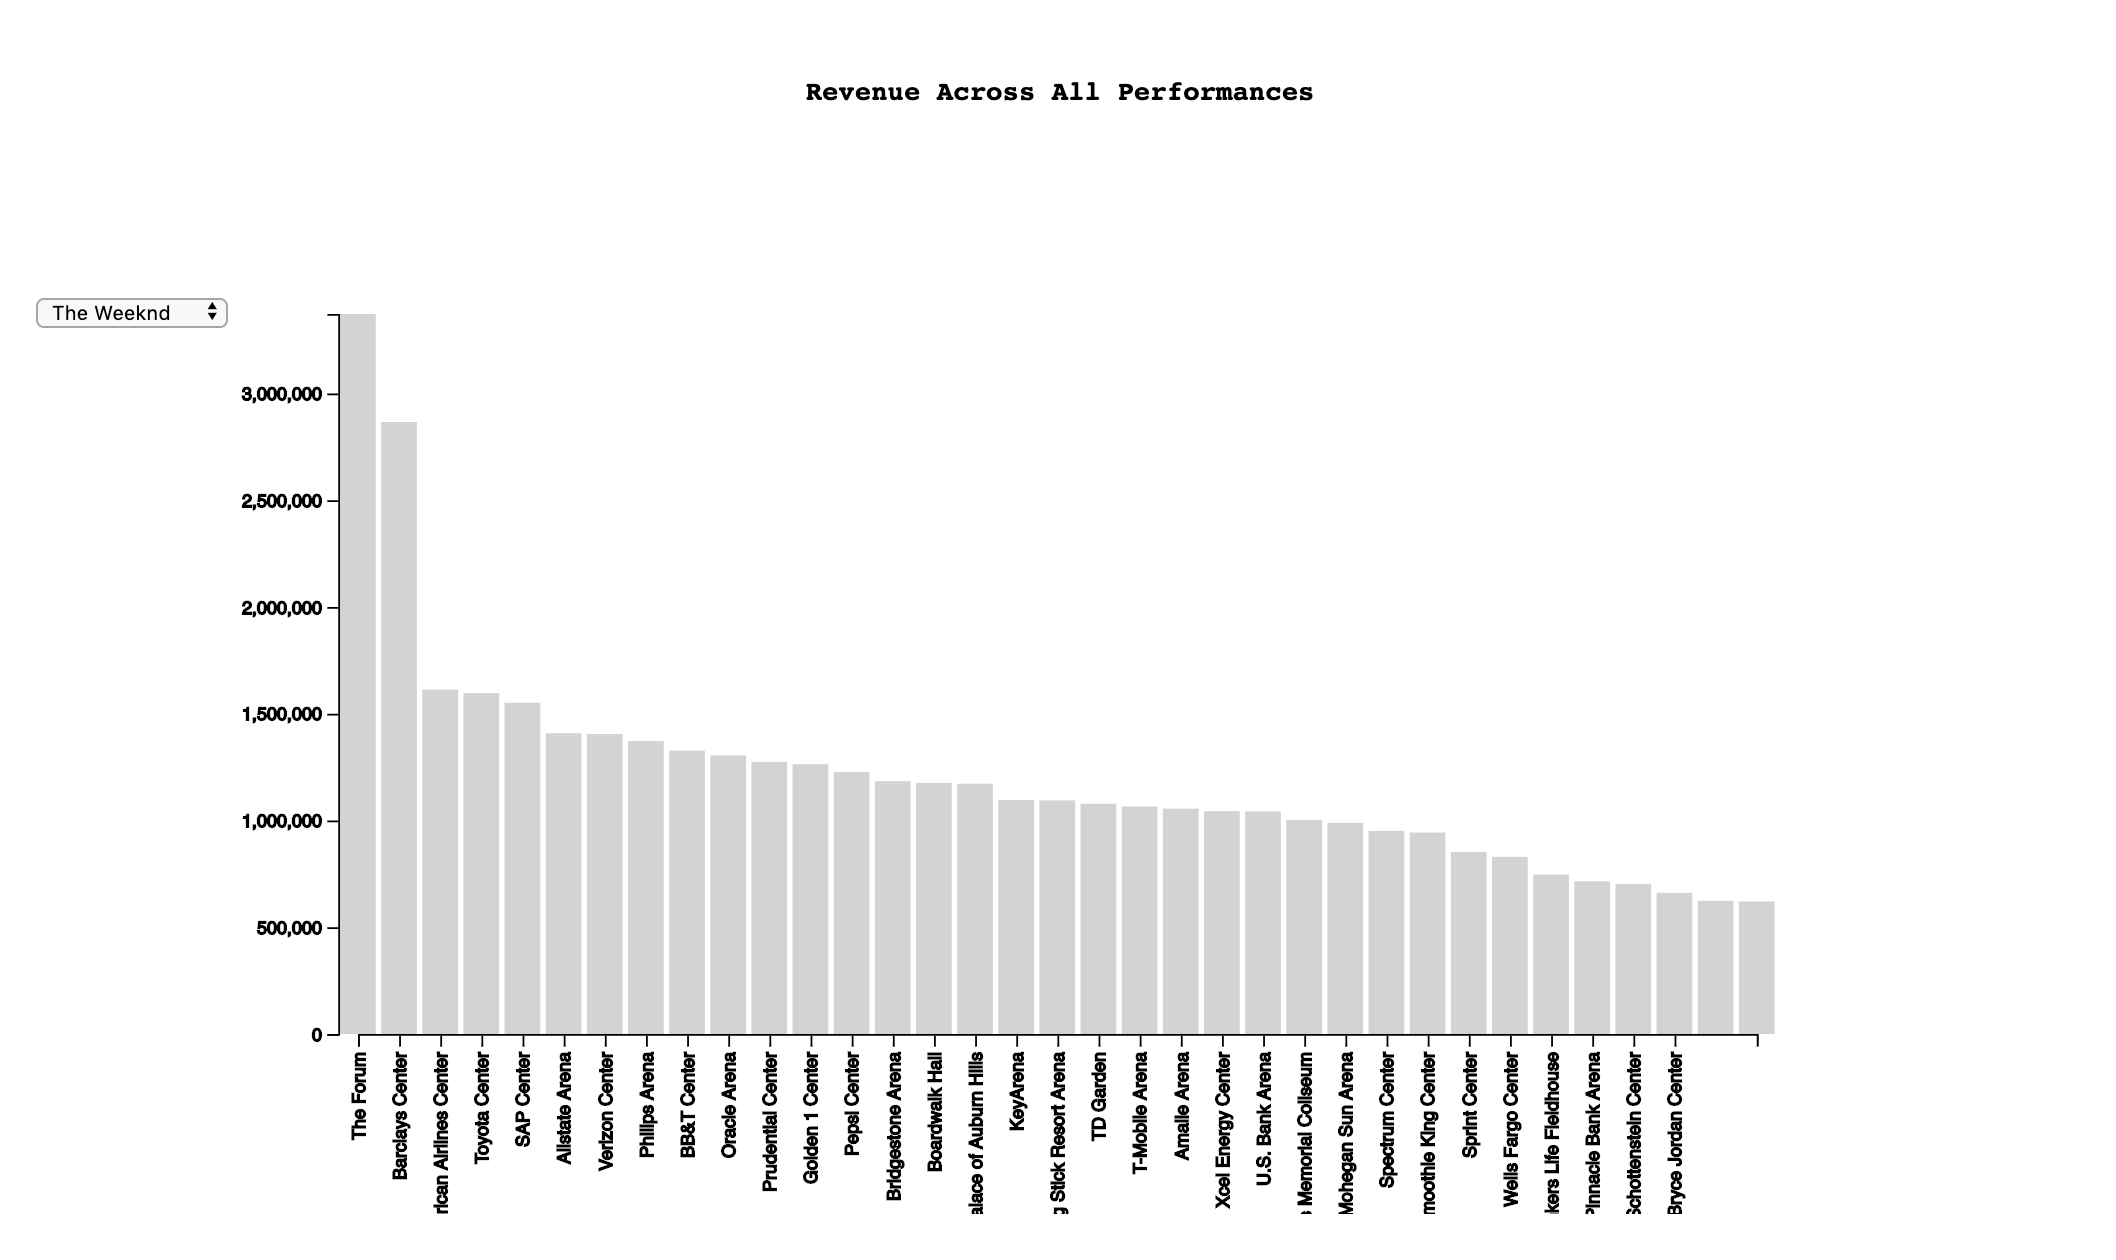 Revenue Across All Performances
The Weeknd
3,000,000
2,500,000
2,000,000
1,500,000
1,000,000
500,000
0
The Forum
Barclays Center
rican Airlines Center
Toyota Center
SAP Center
Allstate Arena
Verizon Center
Philips Arena
BB&T Center
Oracle Arena
Prudential Center
Golden 1 Center
Pepsi Center
Bridgestone Arena
Boardwalk Hall
alace of Auburn Hills
KeyArena
g Stick Resort Arena
TD Garden
T-Mobile Arena
Amalie Arena
Xcel Energy Center
U.S. Bank Arena
s Memorial Coliseum
Mohegan Sun Arena
Spectrum Center
moothie King Center
Sprint Center
Wells Fargo Center
kers Life Fieldhouse
Pinnacle Bank Arena
Schottenstein Center
Bryce Jordan Center